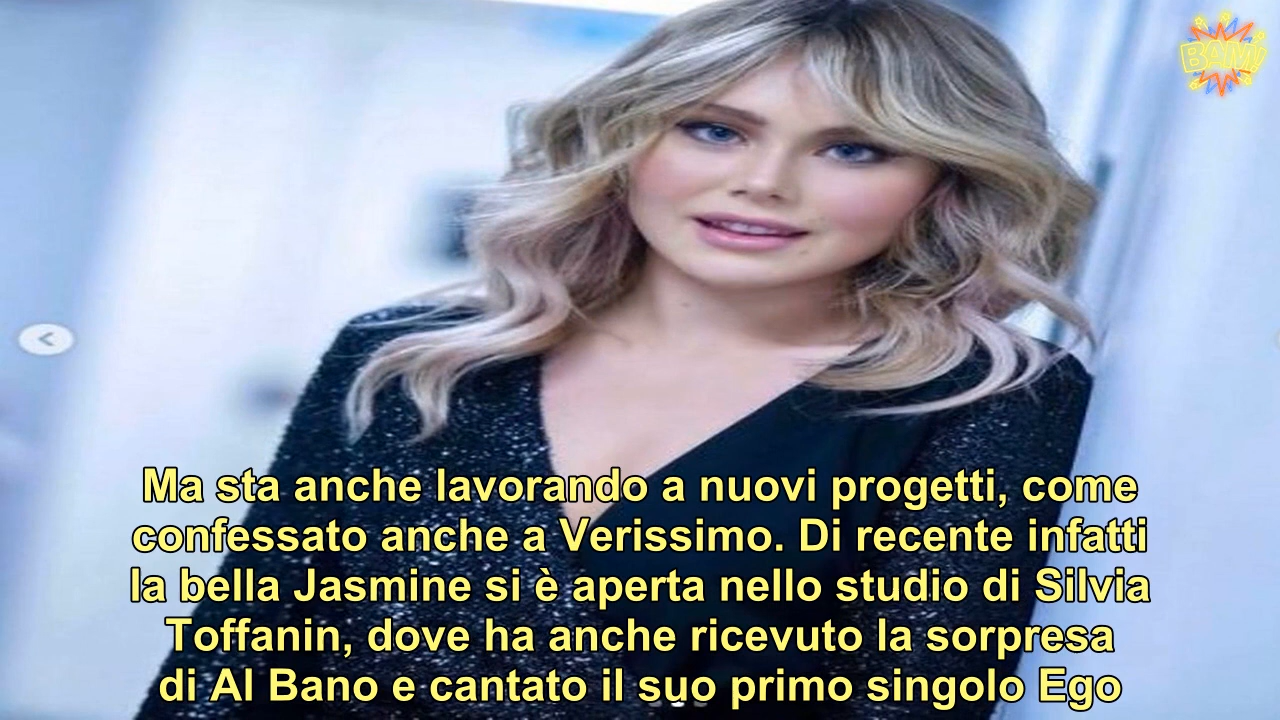 BAM!
Ma sta anche lavorando a nuovi progetti, come
confessato anche a Verissimo. Di recente infatti
la bella Jasmine si è aperta nello studio di Silvia
Toffanin, dove ha anche ricevuto la sorpresa
di Al Bano e cantato il suo primo singolo Ego